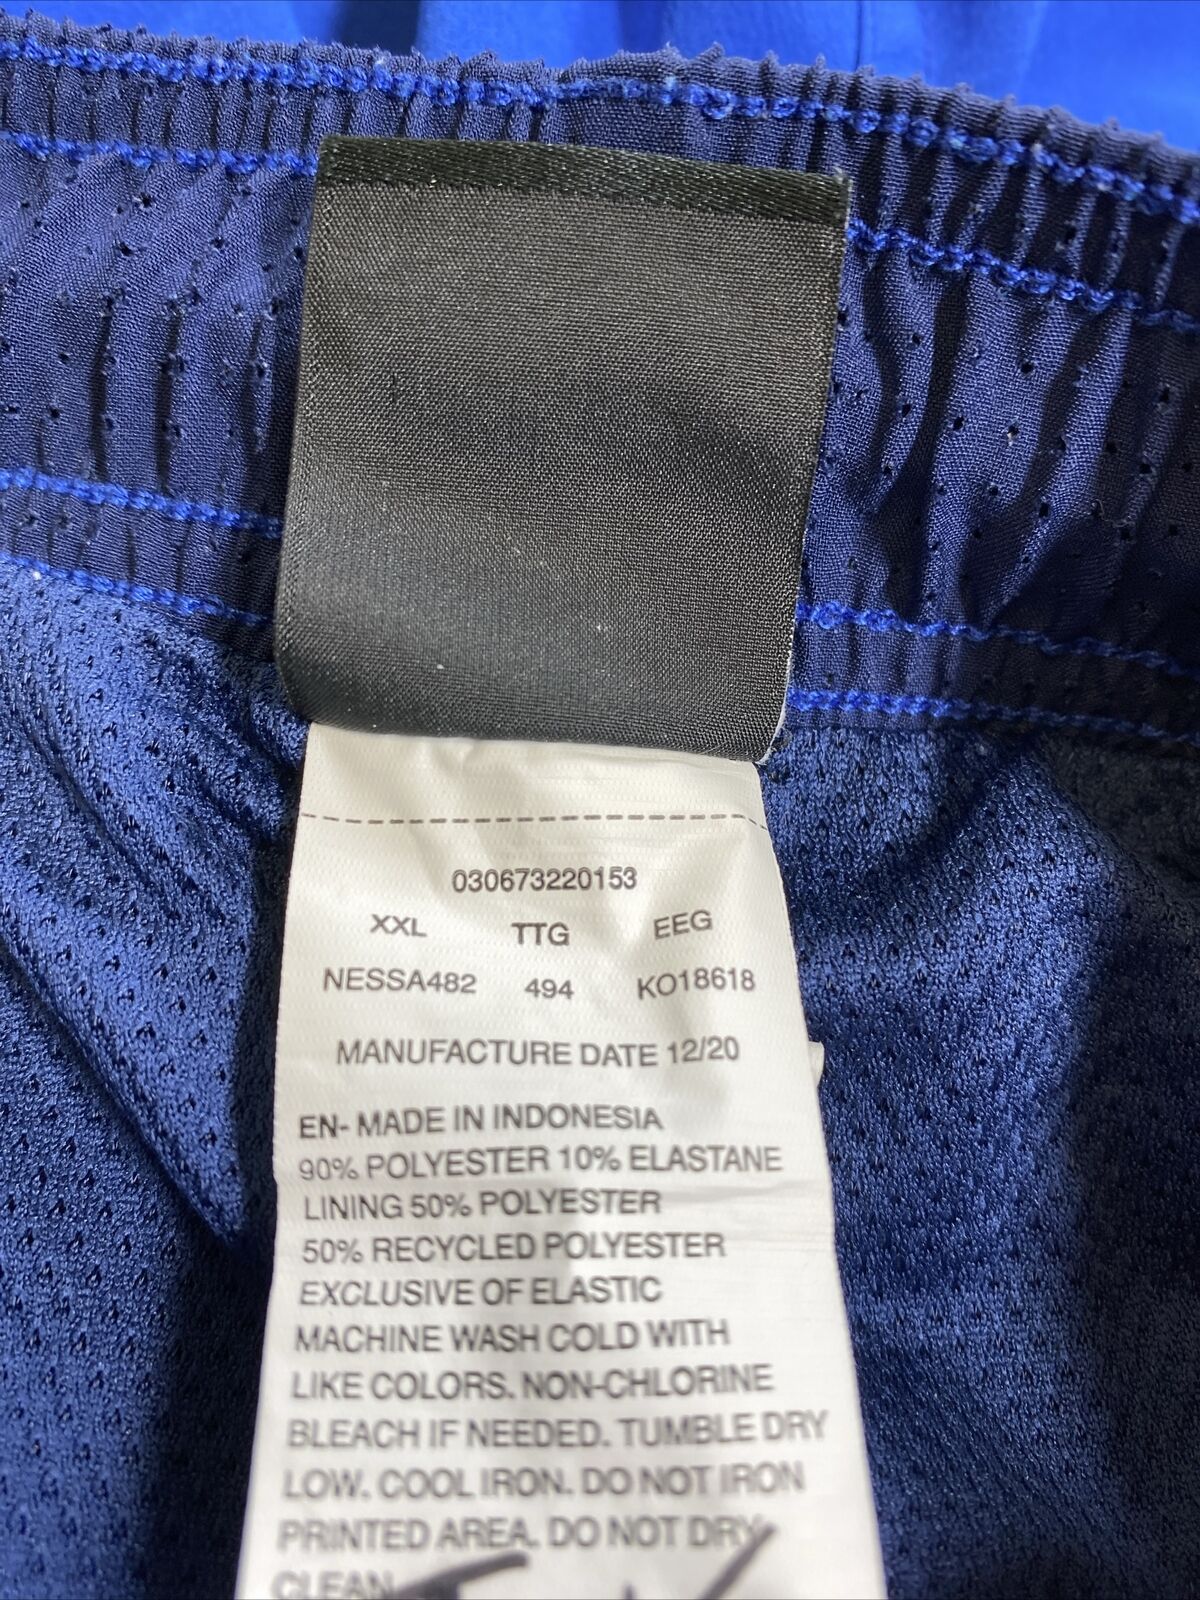 030673220153
XXL TTG EEG
NESSA482 494 KO18618
MANUFACTURE DATE 12/20
EN- MADE IN INDONESIA
90% POLYESTER 10% ELASTANE
LINING 50% POLYESTER
50% RECYCLED POLYESTER
EXCLUSIVE OF ELASTIC
MACHINE WASH COLD WITH
LIKE COLORS. NON-CHLORINE
BLEACH IF NEEDED. TUMBLE DRY
LOW. COOL IRON. DO NOT IRON
PRINTED AREA. DO NOT DRY
CLEAN